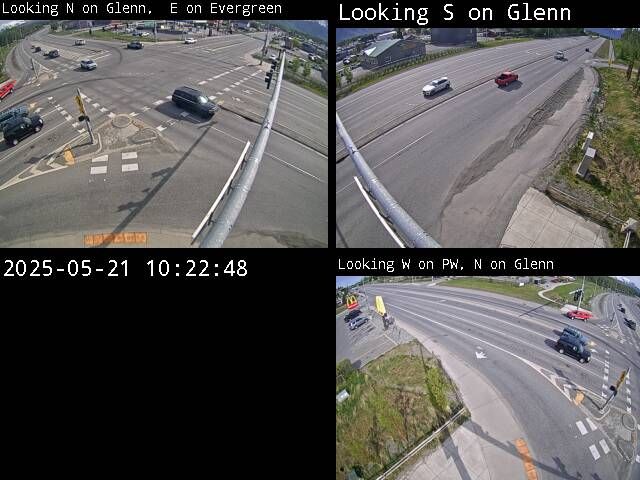 Looking N on Glenn, E on Evergreen
Looking S on Glenn
2025-05-21 10:22:48
Looking W on PW, N on Glenn